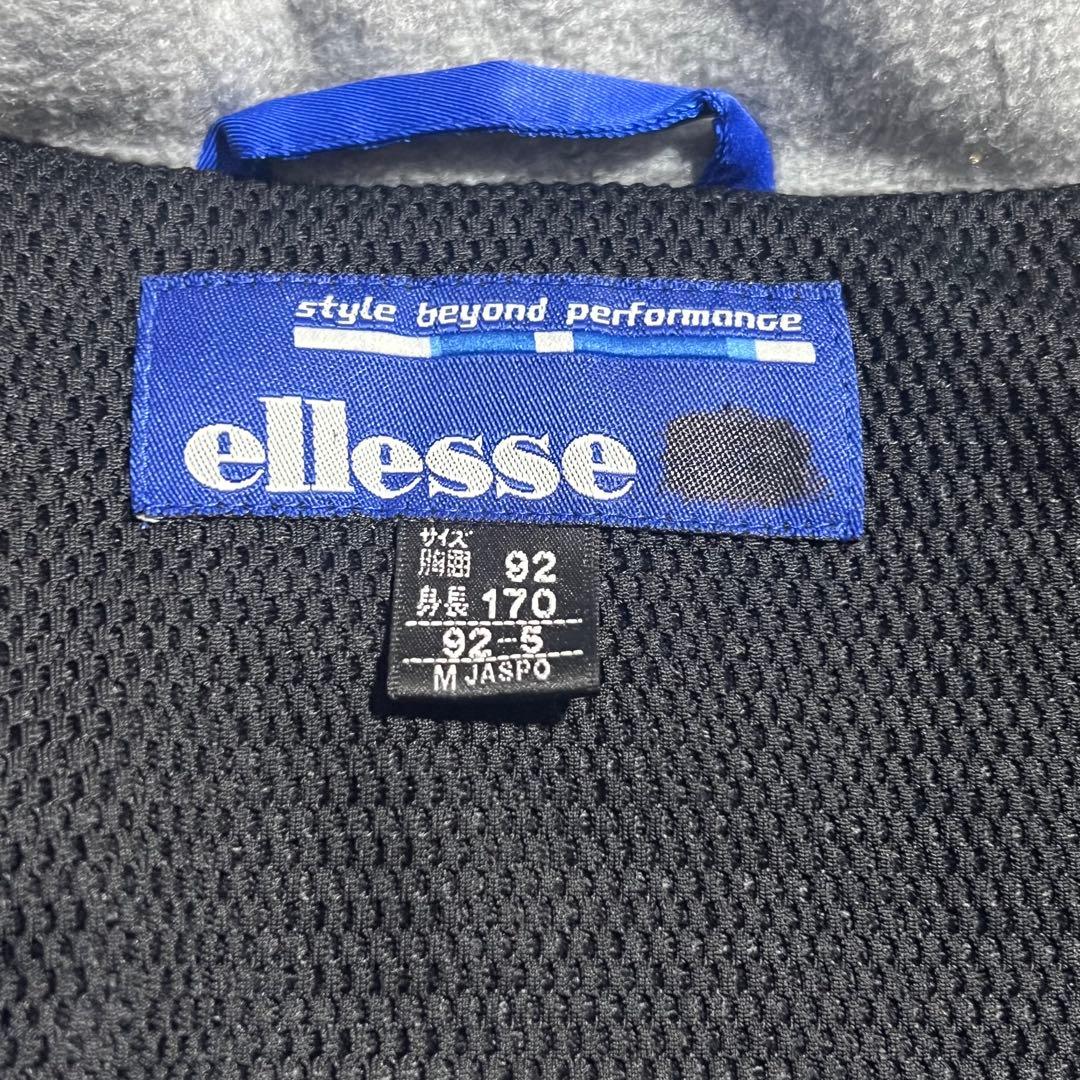 style beyond performance
ellesse
サイズ
胸囲 92
身長 170
92-5
M JASPO